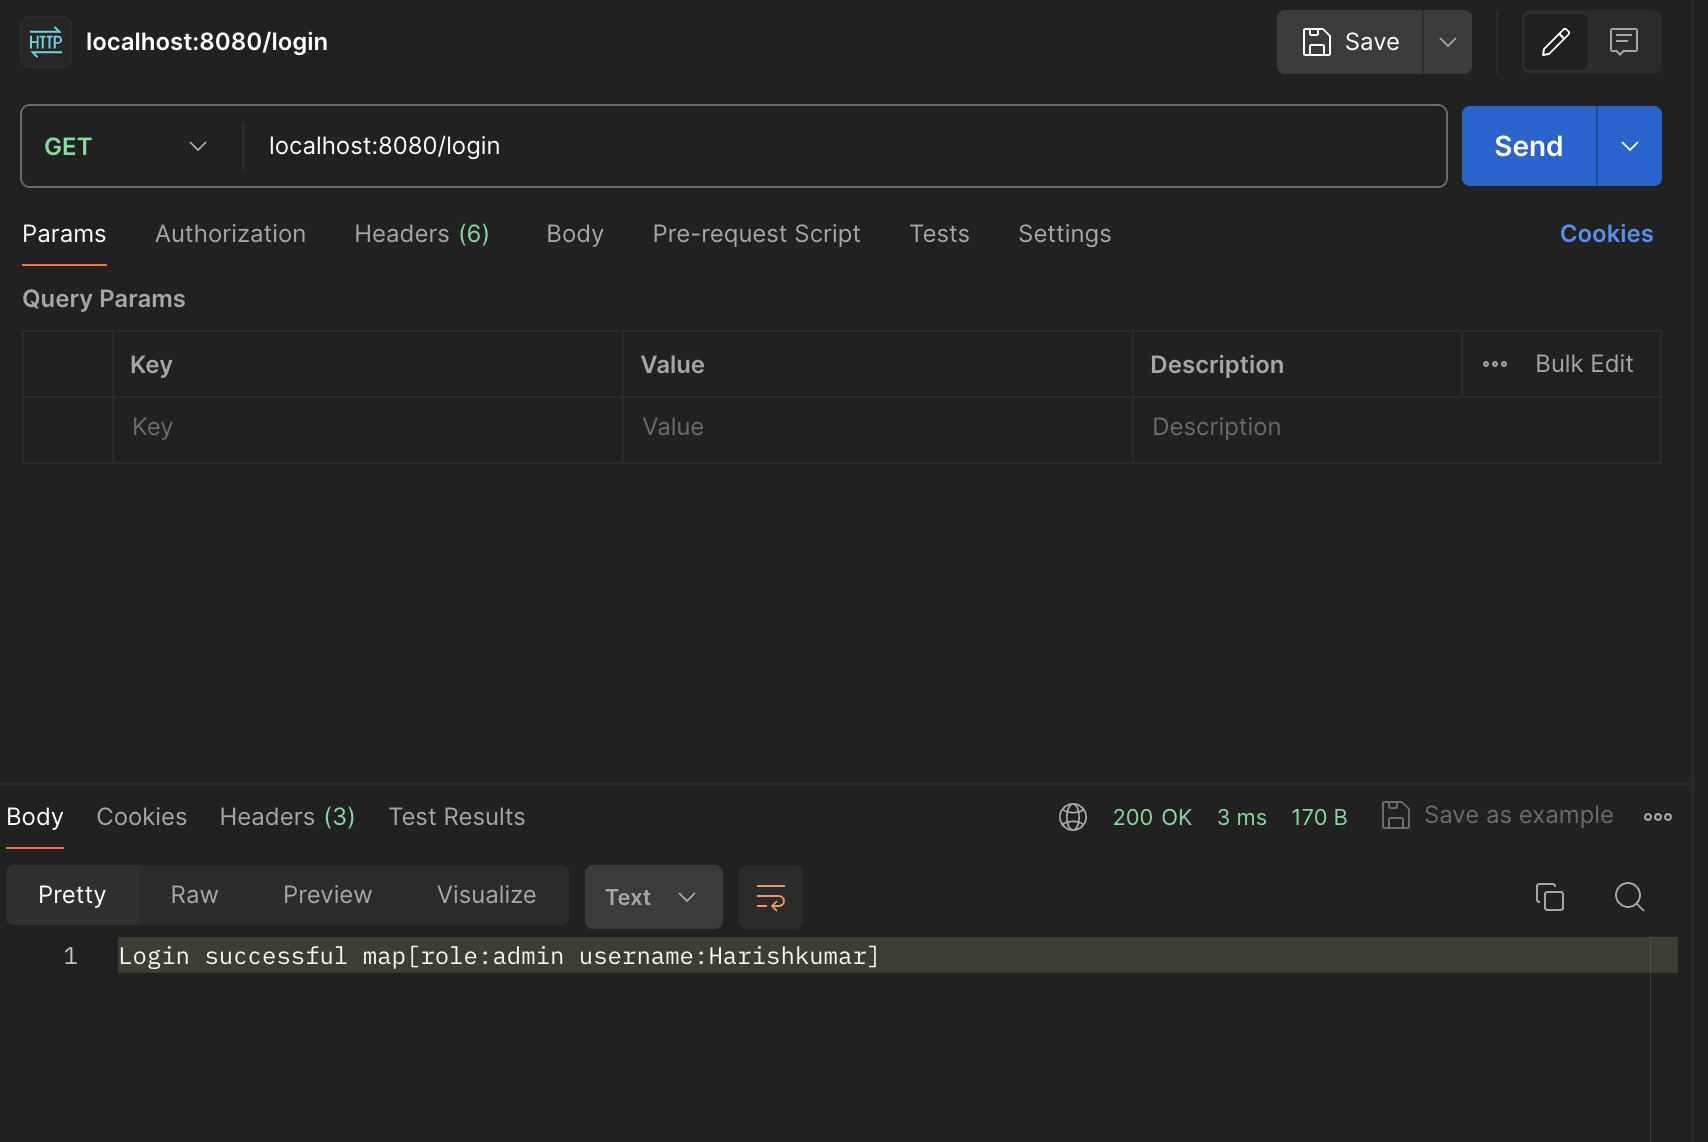 HTTP localhost:8080/login Save
GET localhost:8080/login Send
Params Authorization Headers (6) Body Pre-request Script Tests Settings Cookies
Query Params
Key Value Description Bulk Edit
Key Value Description
Body Cookies Headers (3) Test Results 200 OK 3 ms 170 B Save as example
Pretty Raw Preview Visualize Text
1 Login successful map[role:admin username:Harishkumar]